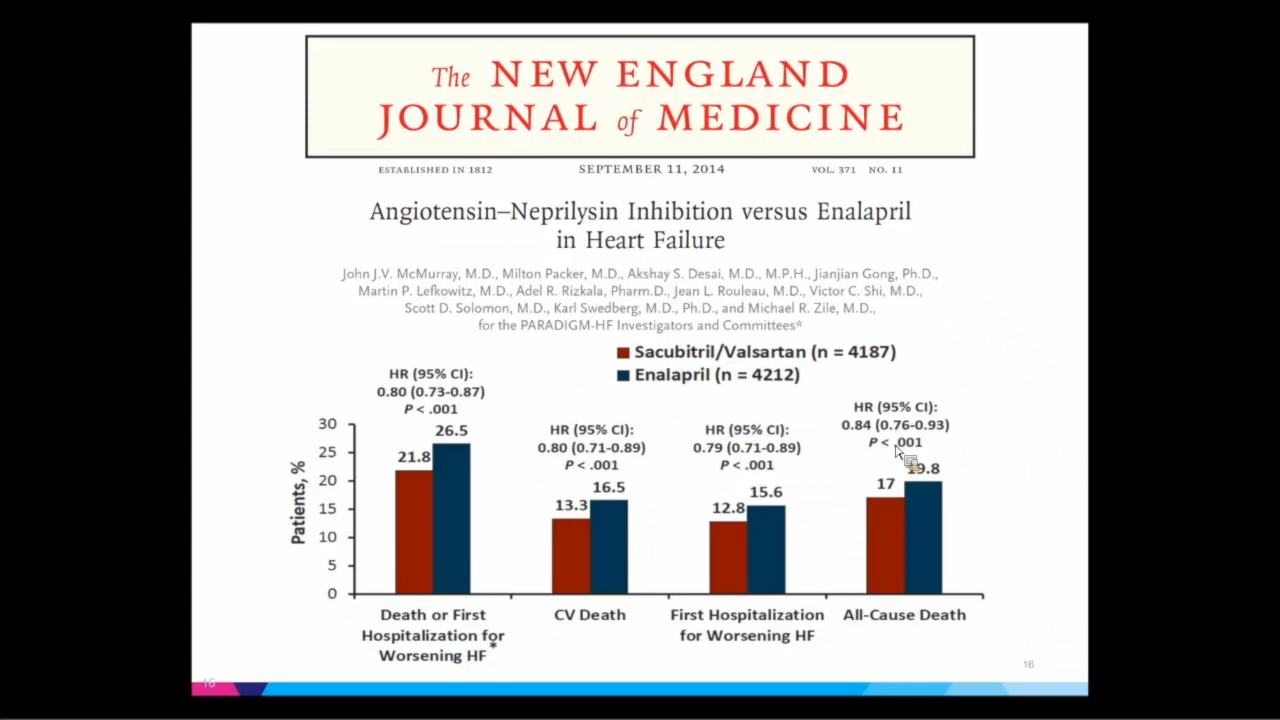 The NEW ENGLAND
JOURNAL of MEDICINE
ESTABLISHED IN 1812 SEPTEMBER 11, 2014 VOL. 371 NO. 11
Angiotensin–Neprilysin Inhibition versus Enalapril
in Heart Failure
John J.V. McMurray, M.D., Milton Packer, M.D., Akshay S. Desai, M.D., M.P.H., Jianjian Gong, Ph.D.,
Martin P. Lefkowitz, M.D., Adel R. Rizkala, Pharm.D., Jean L. Rouleau, M.D., Victor C. Shi, M.D.,
Scott D. Solomon, M.D., Karl Swedberg, M.D., Ph.D., and Michael R. Zile, M.D.,
for the PARADIGM-HF Investigators and Committees*
Sacubitril/Valsartan (n = 4187)
Enalapril (n = 4212)
HR (95% CI):
0.80 (0.73-0.87)
P < .001
HR (95% CI):
0.80 (0.71-0.89)
P < .001
HR (95% CI):
0.79 (0.71-0.89)
P < .001
HR (95% CI):
0.84 (0.76-0.93)
P < .001
Patients, %
30
25
20
15
10
5
0
21.8 26.5
13.3 16.5
12.8 15.6
17 19.8
Death or First
Hospitalization for
Worsening HF*
CV Death
First Hospitalization
for Worsening HF
All-Cause Death
16
16